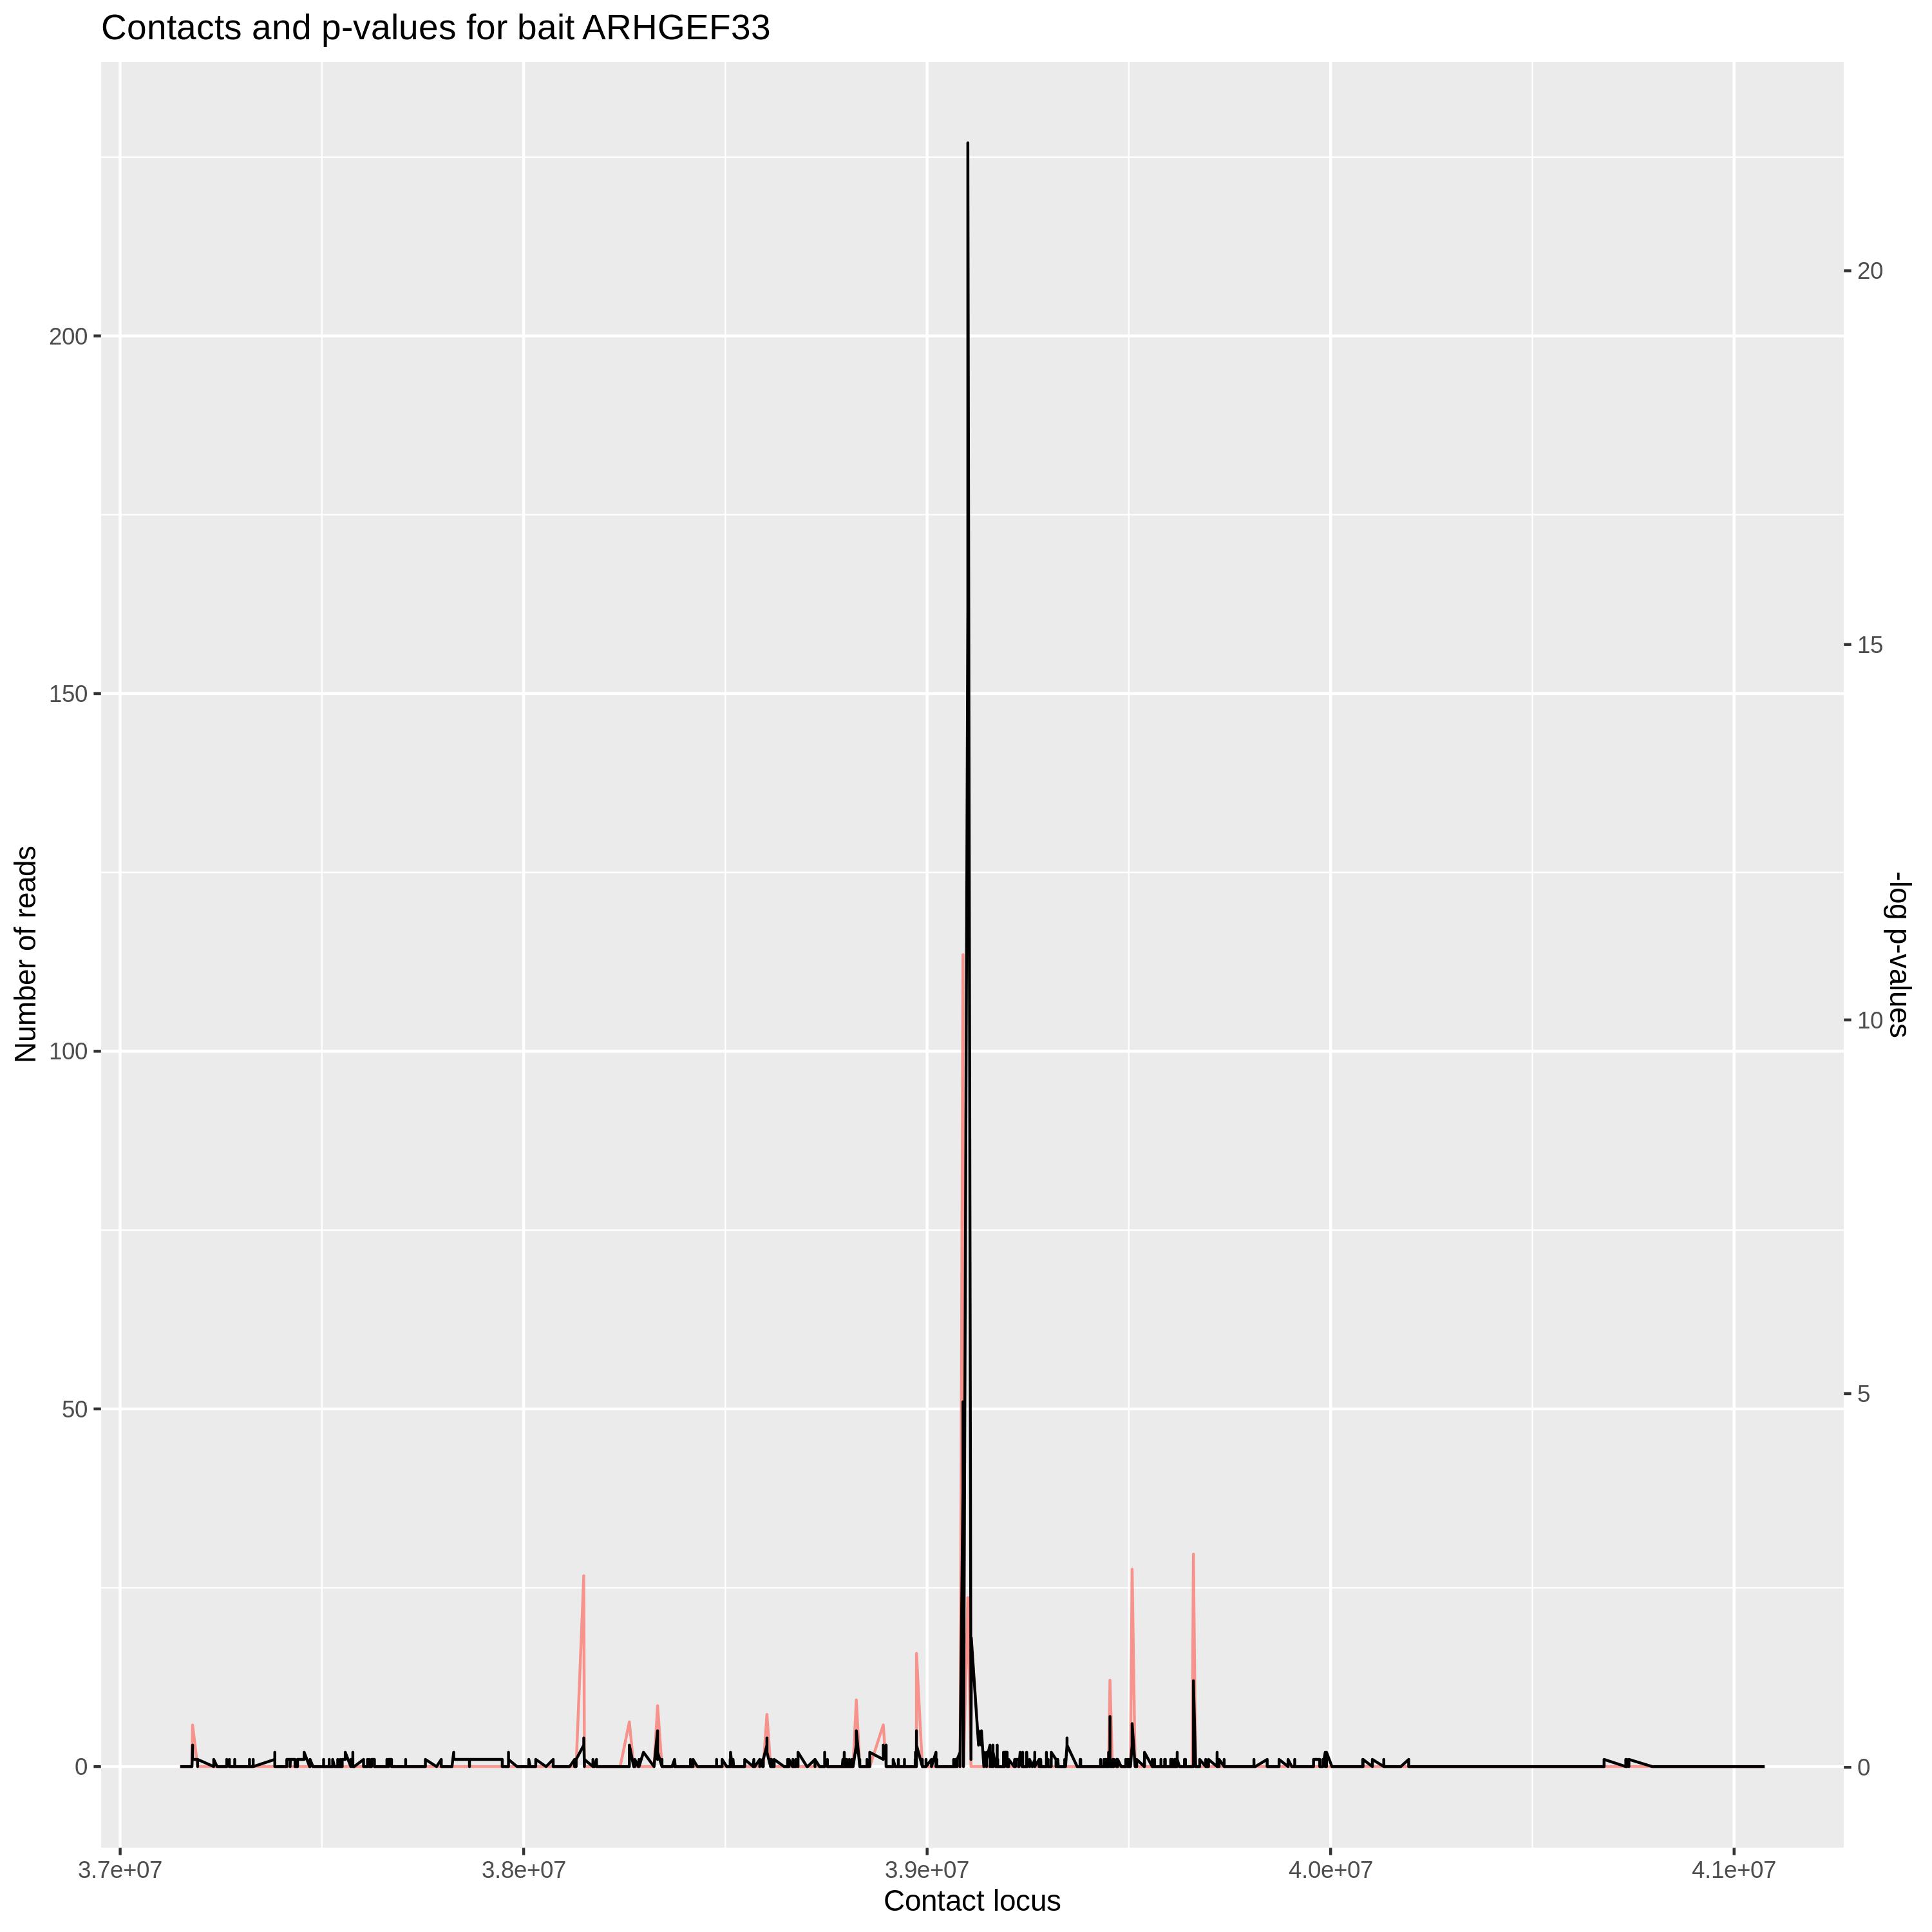 Contacts and p-values for bait ARHGEF33
200
150
100
50
0
Number of reads
20
15
10
5
0
-log p-values
3.7e+07
3.8e+07
3.9e+07
4.0e+07
4.1e+07
Contact locus